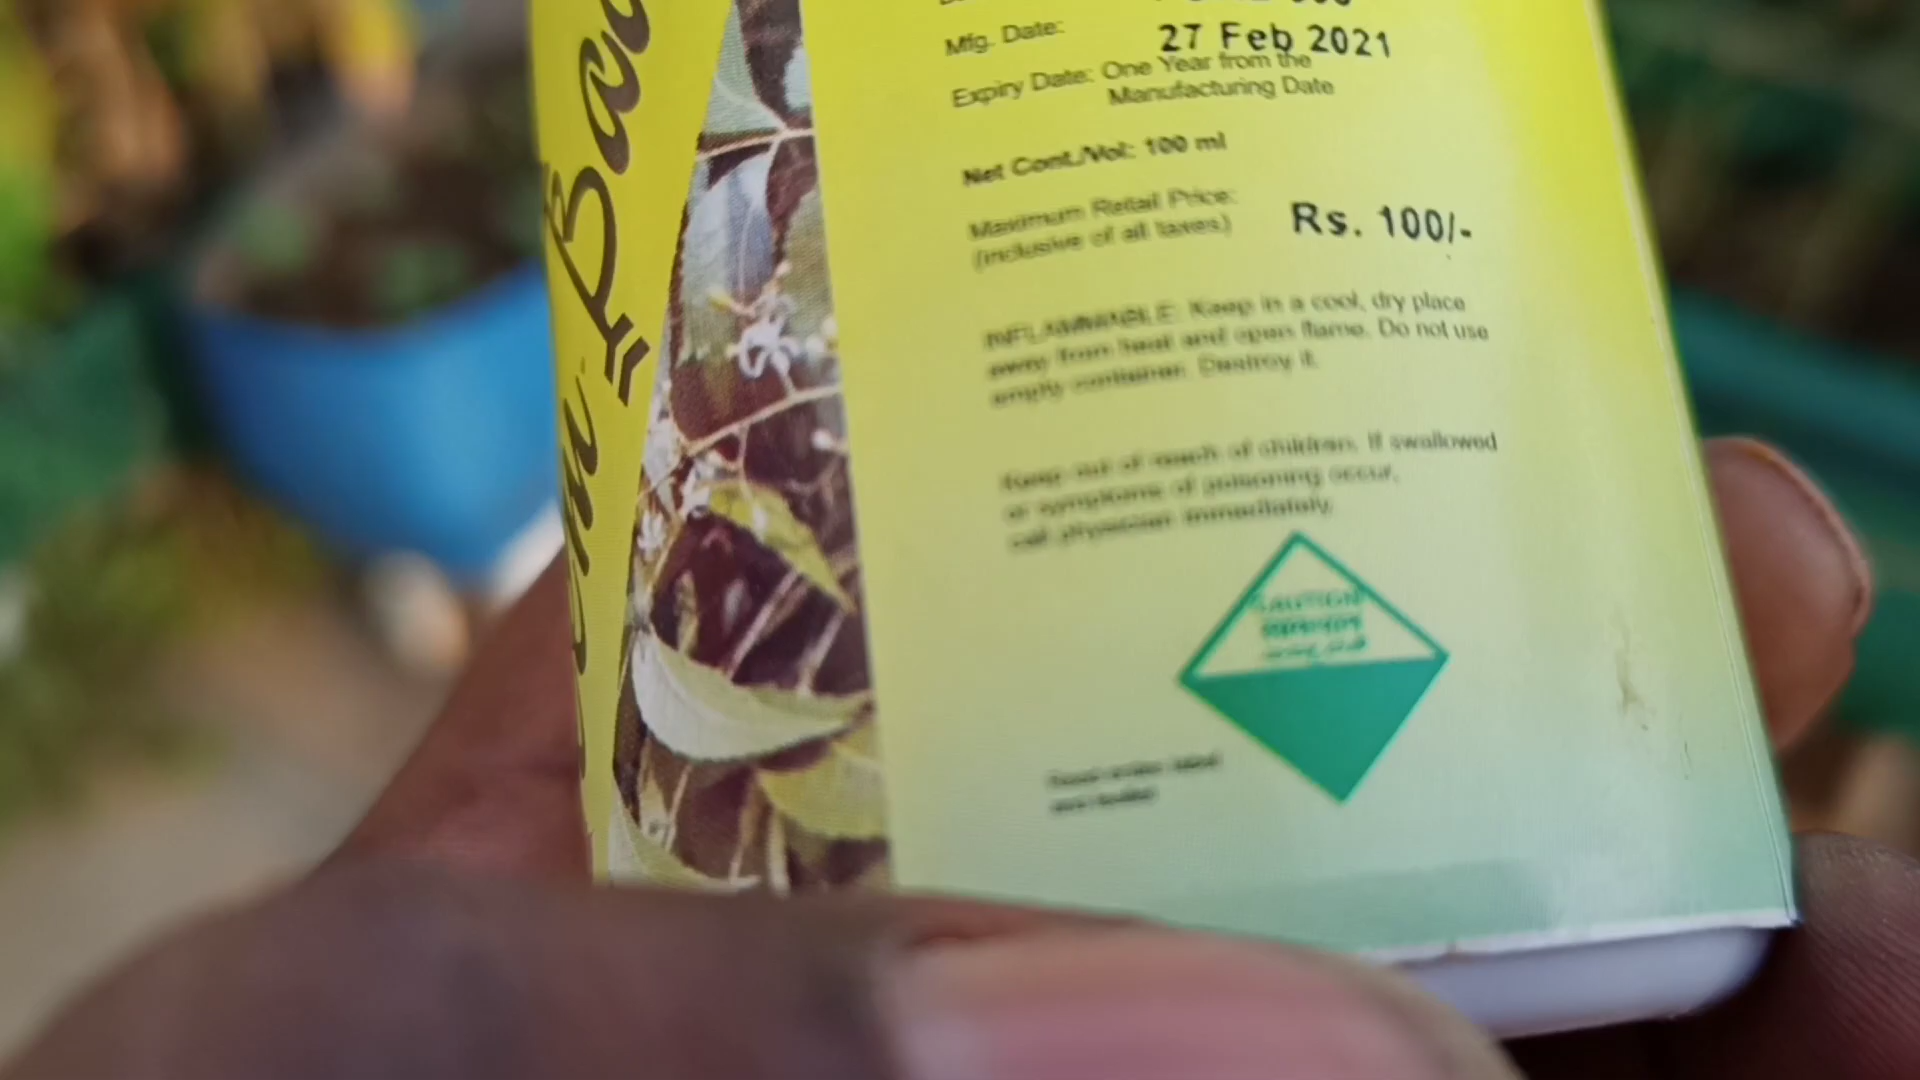 Mfg. Date: 27 Feb 2021
Expiry Date: One Year from the
Manufacturing Date
Net Cont./Vol: 100 ml
Maximum Retail Price: Rs. 100/-
(inclusive of all taxes)
INFLAMMABLE: Keep in a cool, dry place
away from heat and open flame. Do not use
empty container. Destroy it.
Keep out of reach of children. If swallowed
or symptoms of poisoning occur,
call physician immediately.
CAUTION